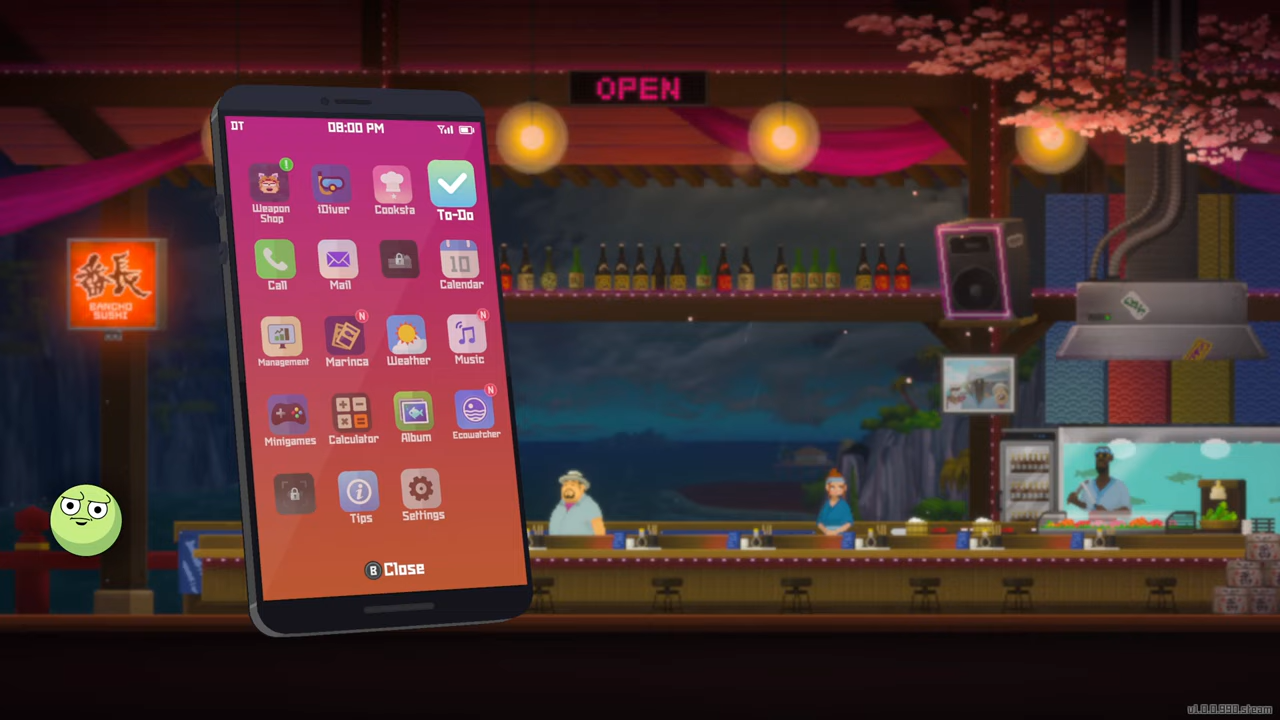 OPEN
DT
08:00 PM
Weapon
Shop
iDiver
Cooksta
To-Do
Call
Mail
10
Calendar
Management
N
Marinca
Weather
N
Music
Minigames
Calculator
Album
N
Ecowatcher
Tips
Settings
B Close
番長
BANCHO
SUSHI
v1.0.0.990.steam